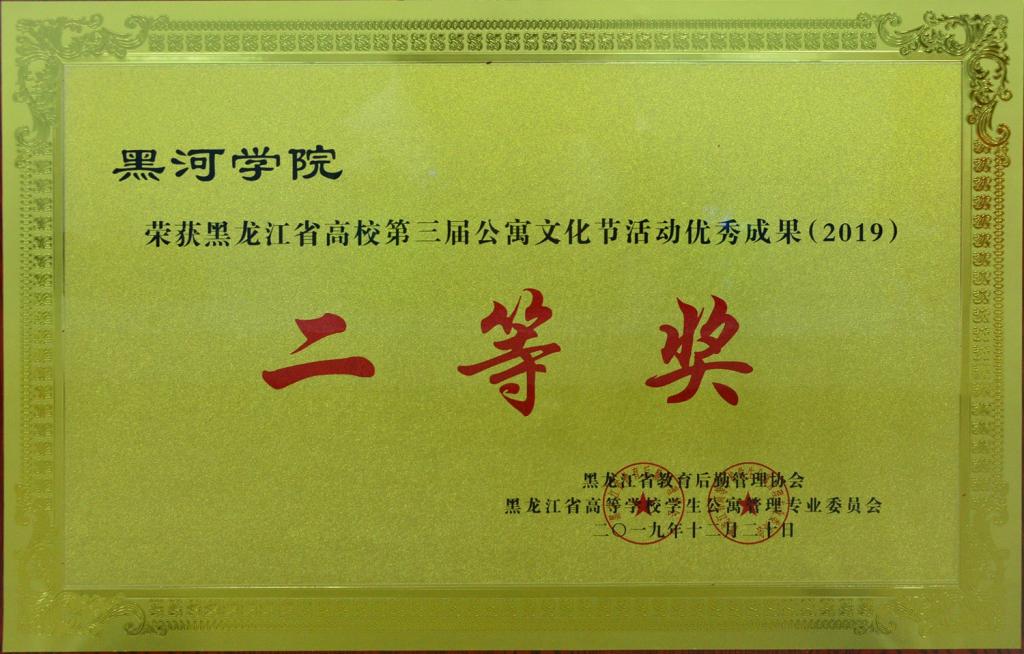 黑河学院
荣获黑龙江省高校第三届公寓文化节活动优秀成果(2019)
二等奖
黑龙江省教育后勤管理协会
黑龙江省高等学校学生公寓管理专业委员会
二〇一九年十二月二十日